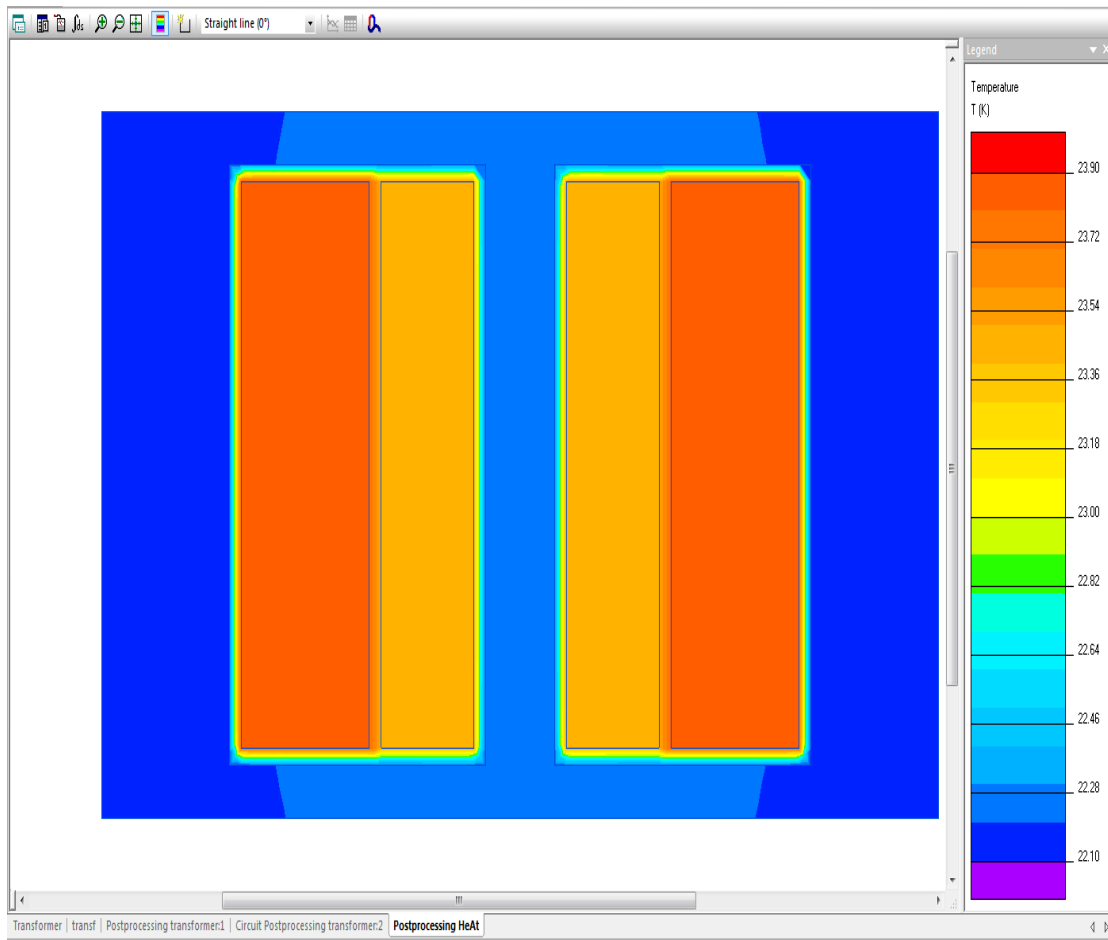 Straight line (0°)
Legend
Temperature
T (K)
23.90
23.72
23.54
23.36
23.18
23.00
22.82
22.64
22.46
22.28
22.10
Transformer | transf | Postprocessing transformer:1 | Circuit Postprocessing transformer:2 | Postprocessing HeAt